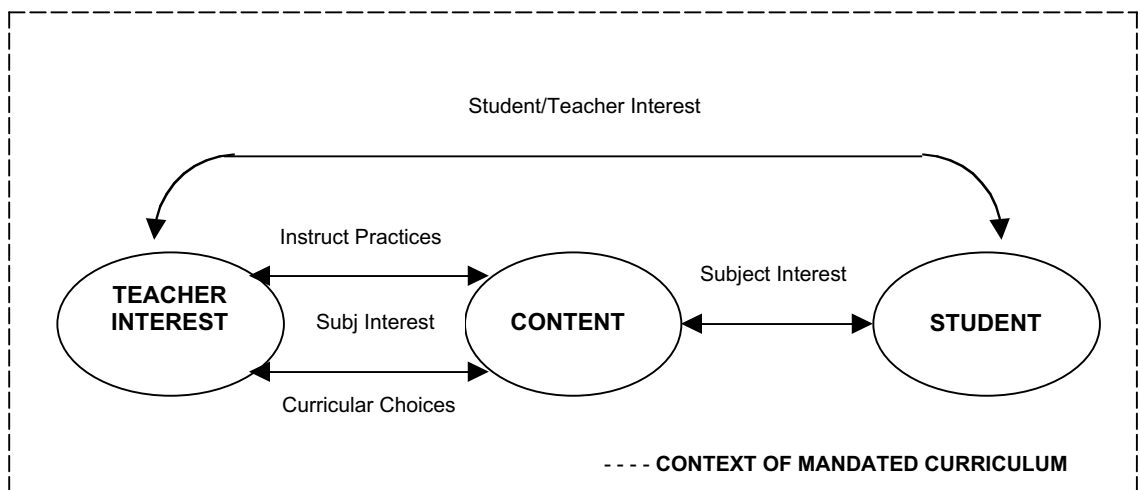 Student/Teacher Interest
Instruct Practices
Subject Interest
TEACHER
INTEREST
Subj Interest
CONTENT
STUDENT
Curricular Choices
- - - - CONTEXT OF MANDATED CURRICULUM